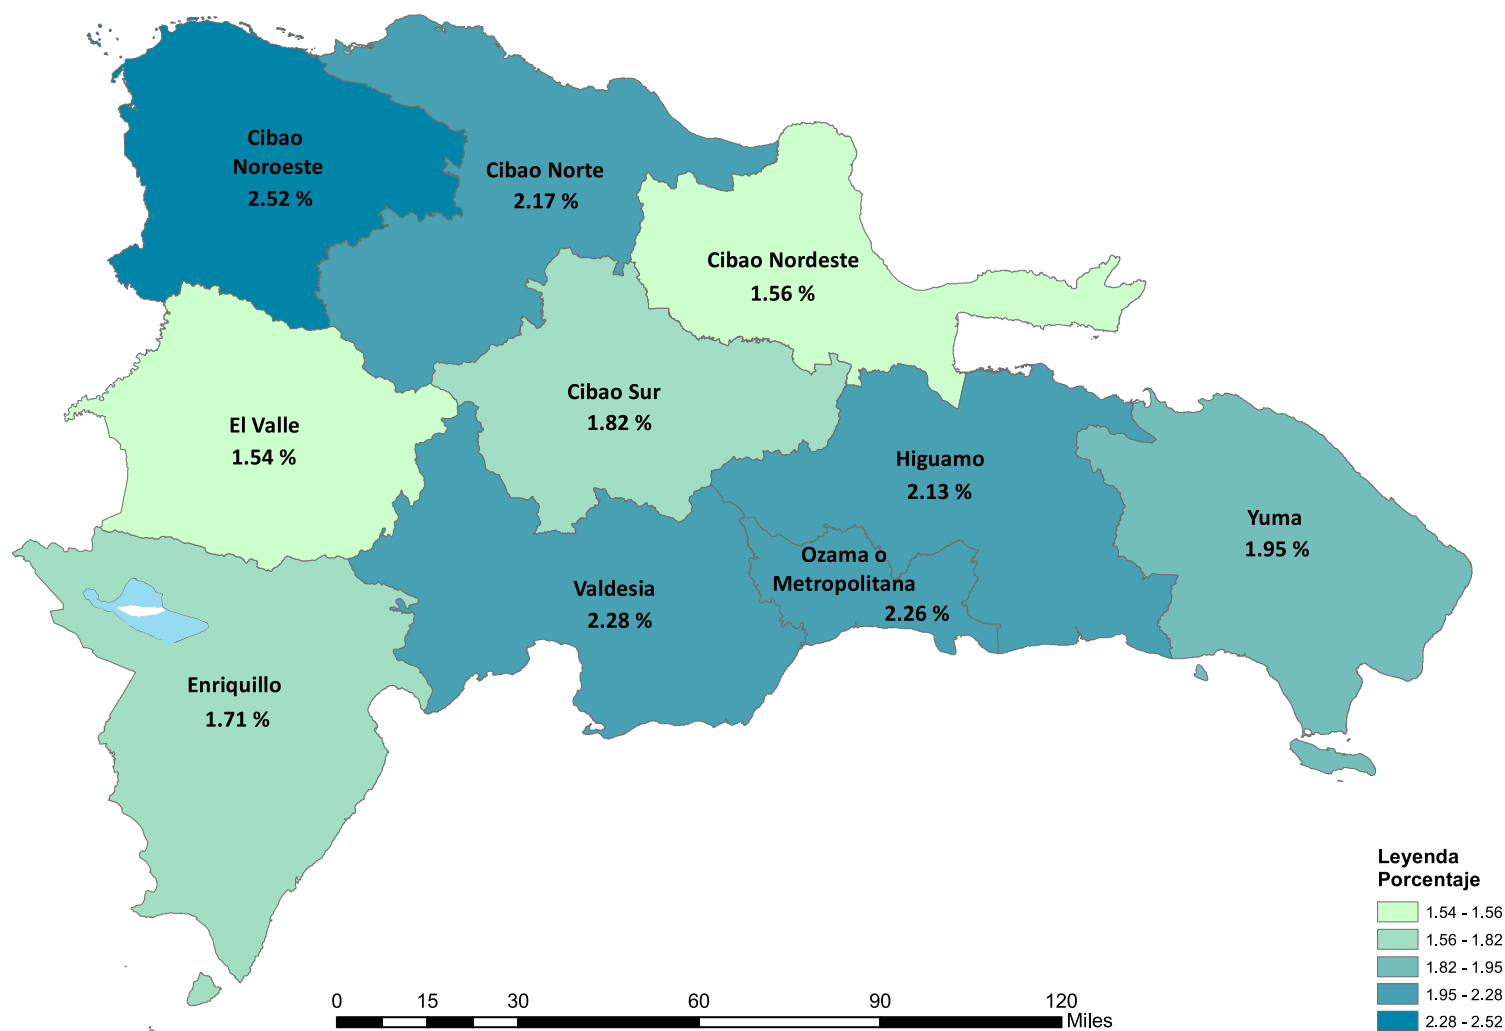 Cibao
Noroeste
2.52 %
Cibao Norte
2.17 %
Cibao Nordeste
1.56 %
Cibao Sur
1.82 %
El Valle
1.54 %
Higuamo
2.13 %
Yuma
1.95 %
Ozama o
Metropolitana
2.26 %
Valdesia
2.28 %
Enriquillo
1.71 %
Leyenda
Porcentaje
1.54 - 1.56
1.56 - 1.82
1.82 - 1.95
1.95 - 2.28
2.28 - 2.52
0 15 30 60 90 120
Miles